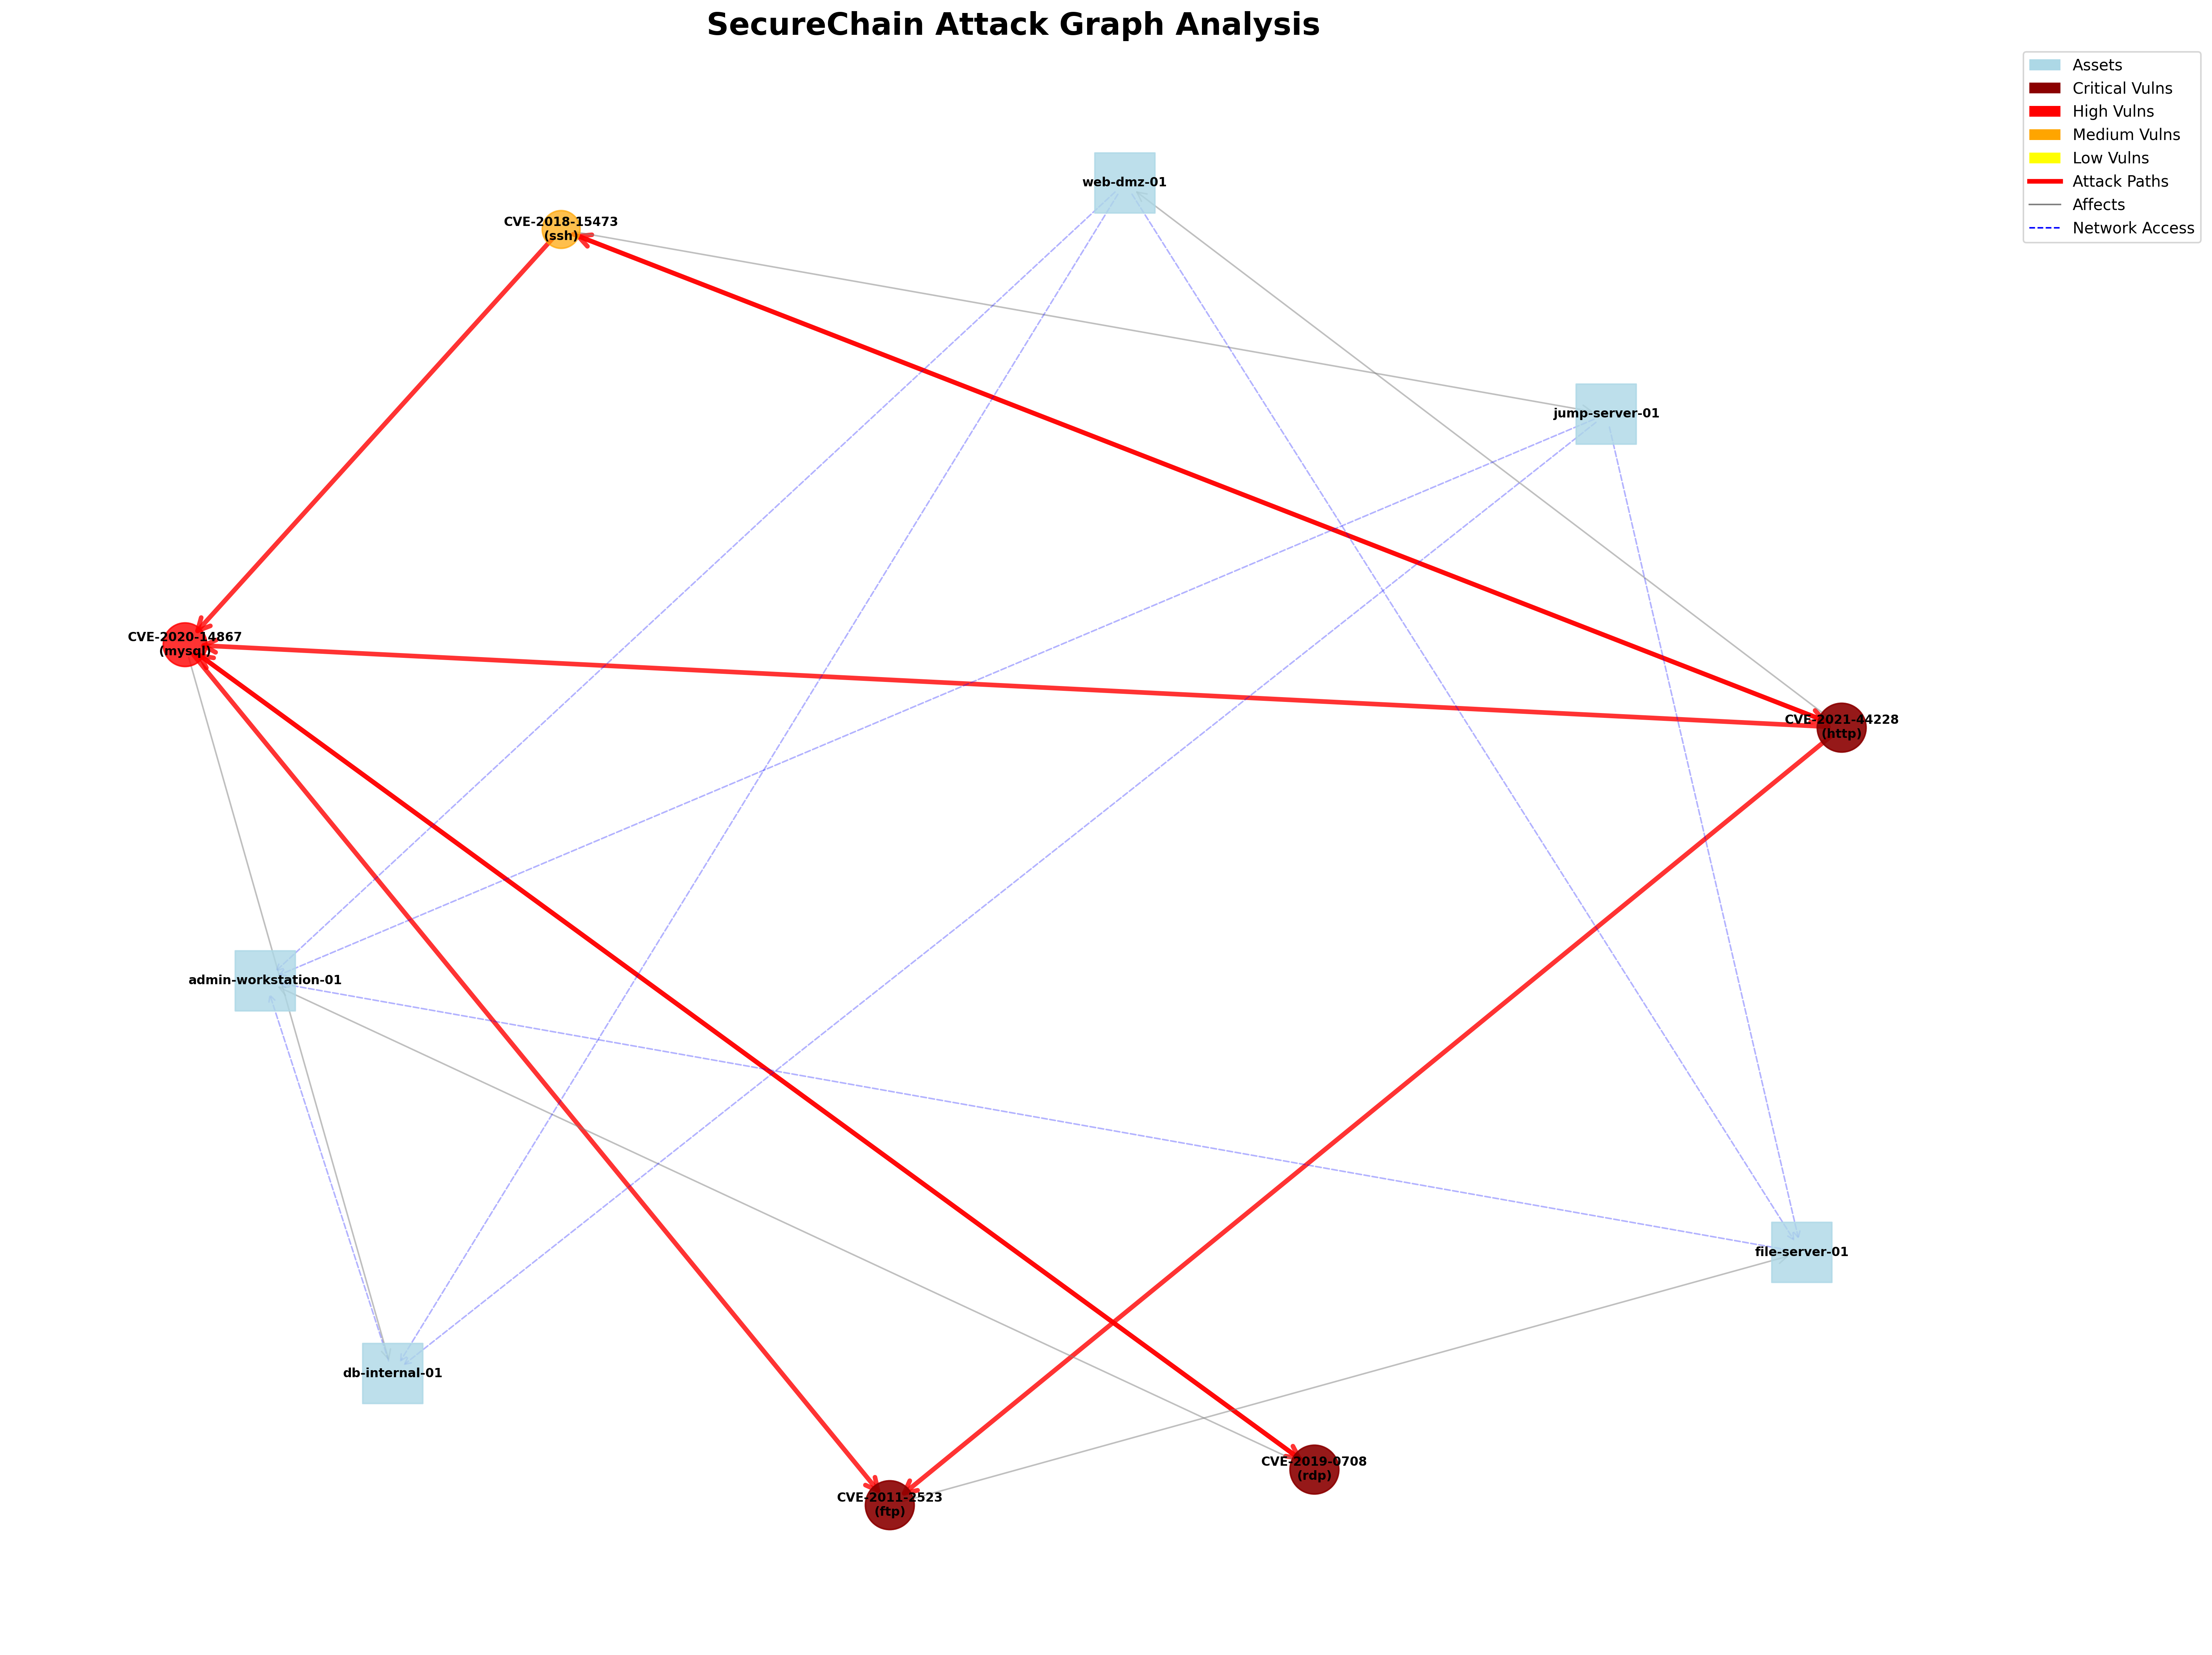 SecureChain Attack Graph Analysis
Assets
Critical Vulns
High Vulns
Medium Vulns
Low Vulns
Attack Paths
Affects
Network Access
web-dmz-01
CVE-2018-15473
(ssh)
jump-server-01
CVE-2020-14867
(mysql)
CVE-2021-44228
(http)
admin-workstation-01
file-server-01
db-internal-01
CVE-2019-0708
(rdp)
CVE-2011-2523
(ftp)